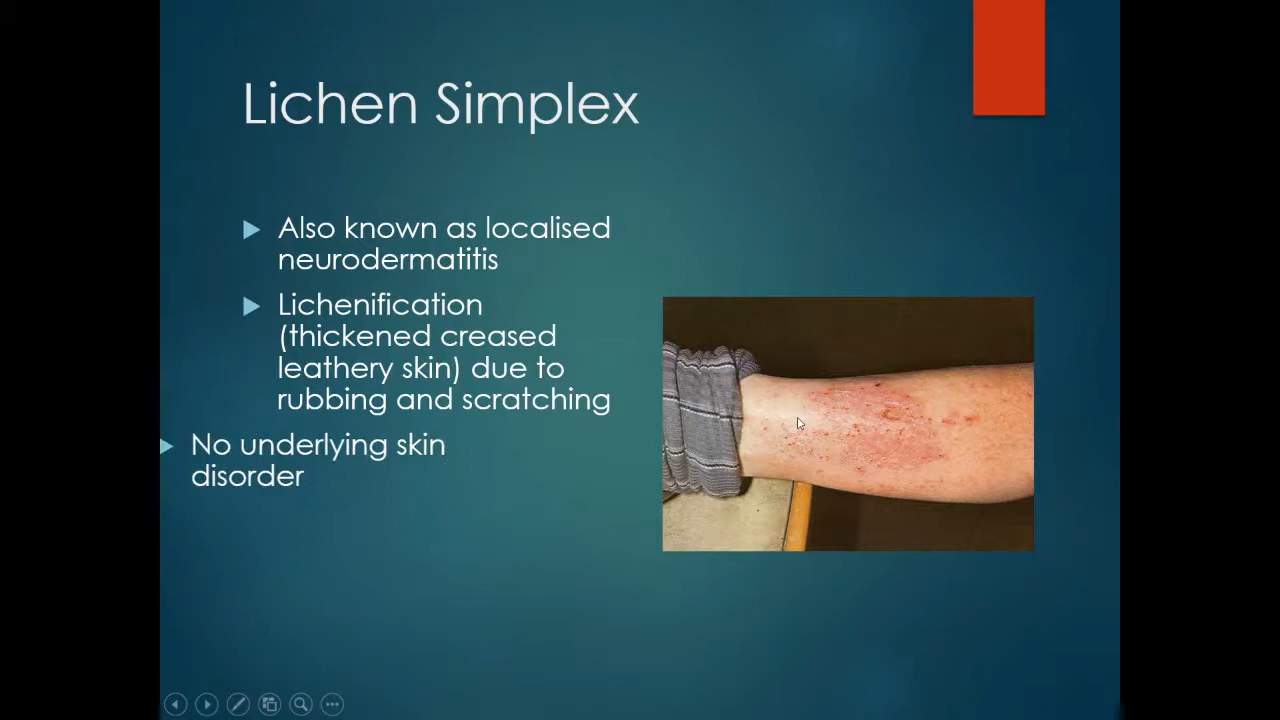 Lichen Simplex
Also known as localised
neurodermatitis
Lichenification
(thickened creased
leathery skin) due to
rubbing and scratching
No underlying skin
disorder